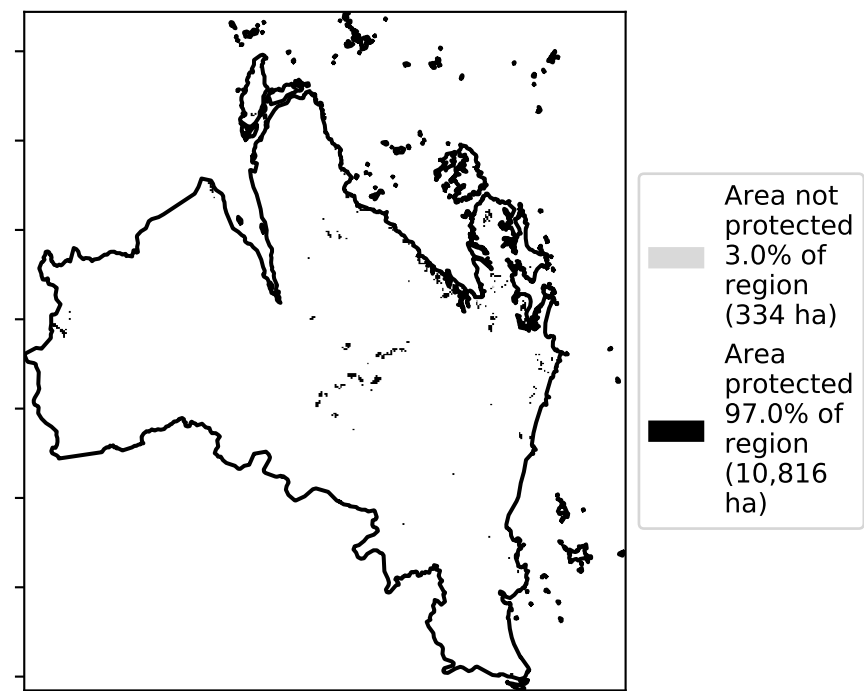 Area not
protected
3.0% of
region
(334 ha)
Area
protected
97.0% of
region
(10,816
ha)